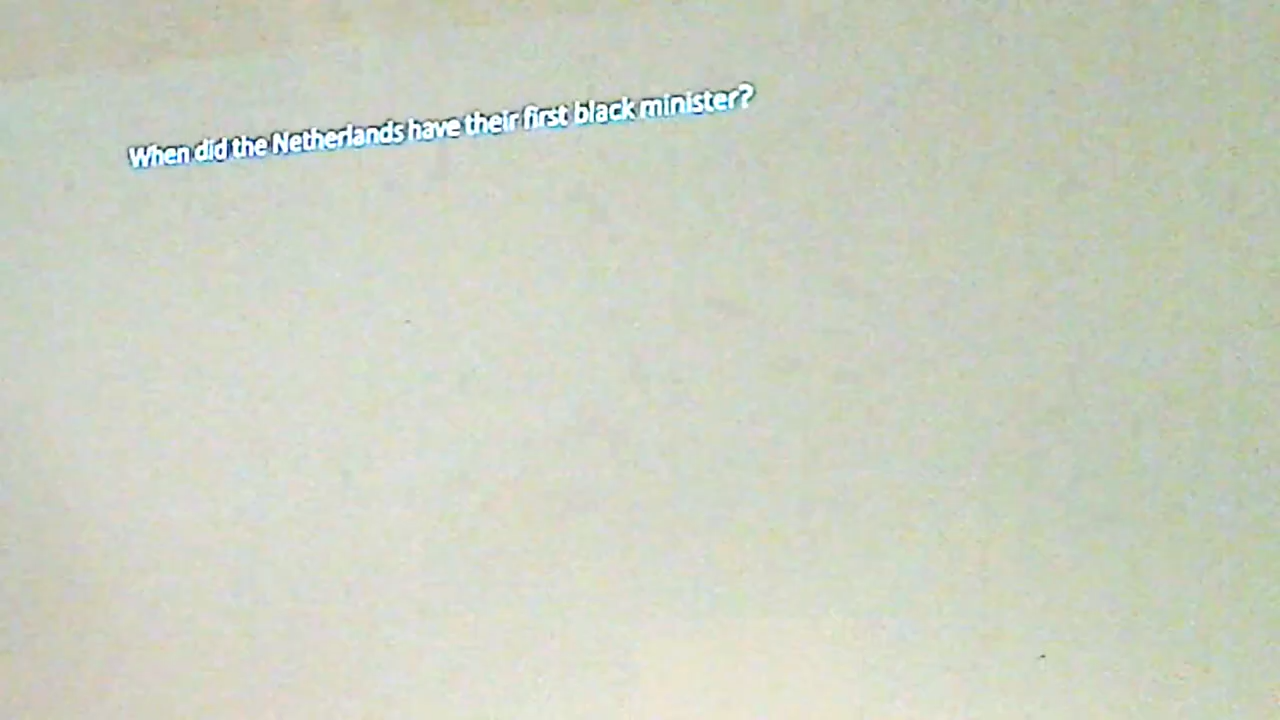 When did the Netherlands have their first black minister?